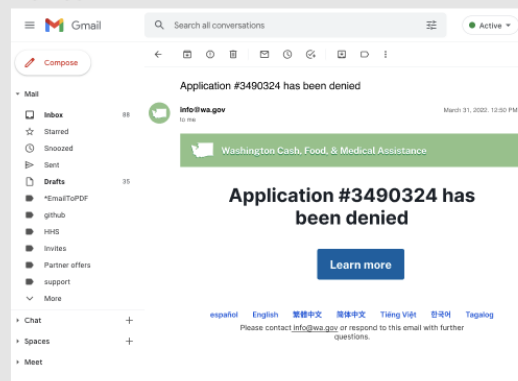 Gmail
Search all conversations
Active
Compose
Application #3490324 has been denied
Mail
info@wa.gov
March 31, 2022. 12:50 PM
to me
Inbox 88
Starred
Snoozed
Sent
Drafts 35
*EmailToPDF
github
HHS
Invites
Partner offers
support
More
Chat
Spaces
Meet
Washington Cash, Food, & Medical Assistance
Application #3490324 has
been denied
Learn more
español English 繁體中文 简体中文 Tiếng Việt 한국어 Tagalog
Please contact info@wa.gov or respond to this email with further
questions.